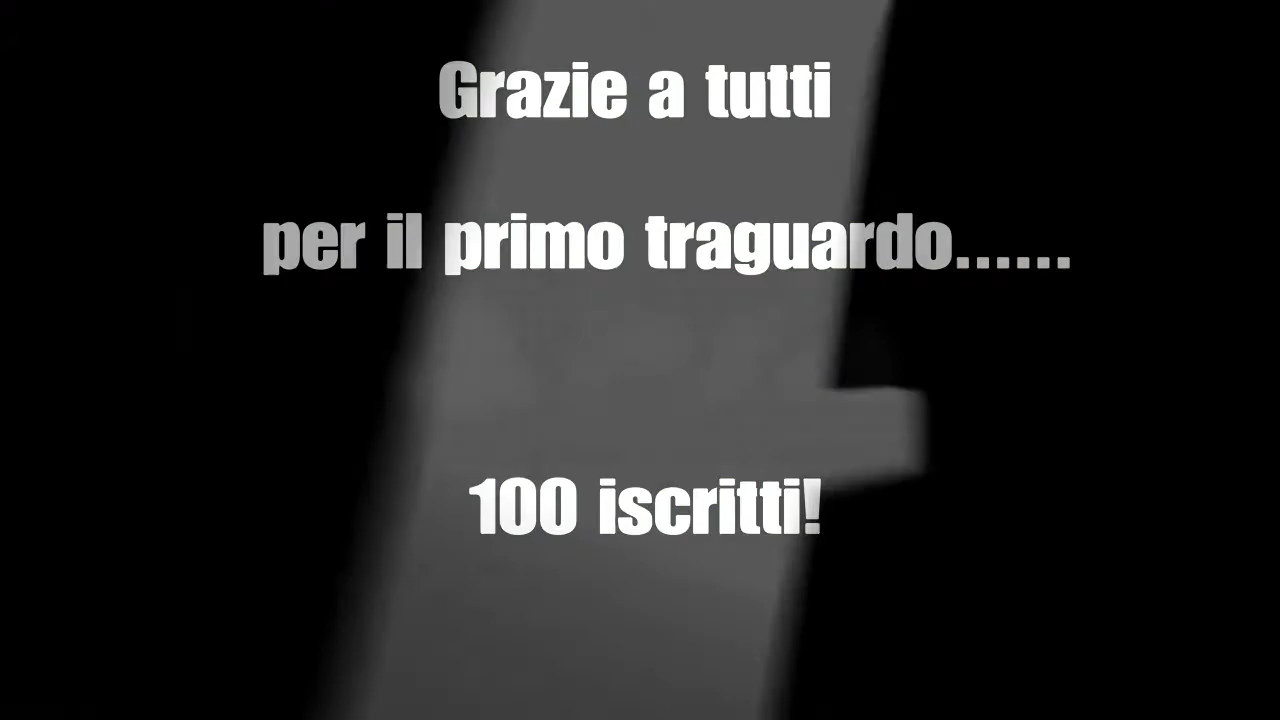 Grazie a tutti
per il primo traguardo......
100 iscritti!